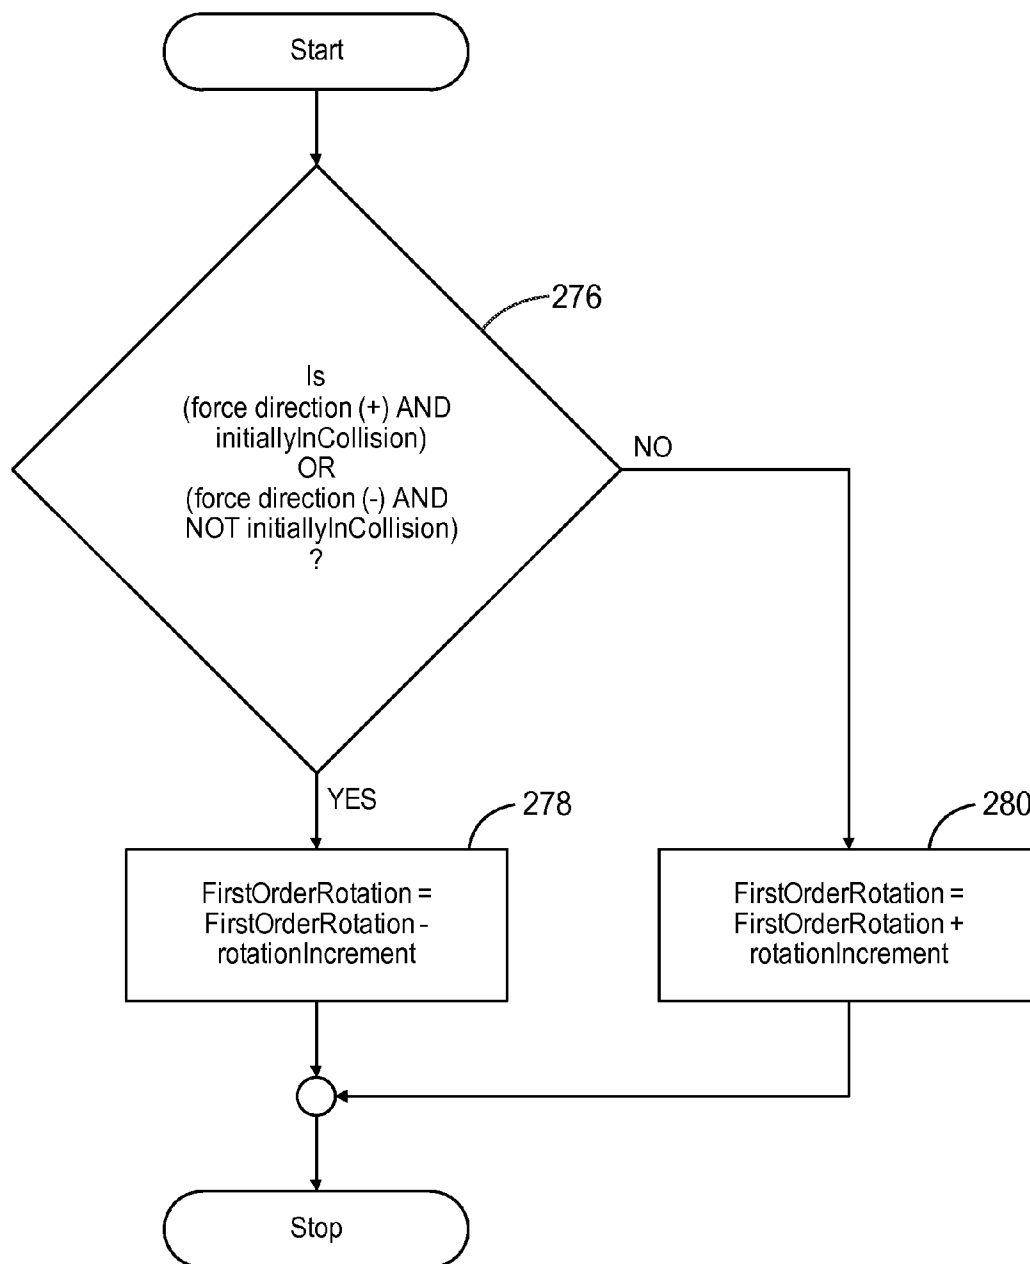 Start
276
Is
(force direction (+) AND
initiallyInCollision)
OR
(force direction (-) AND
NOT initiallyInCollision)
?
NO
YES
278
280
FirstOrderRotation =
FirstOrderRotation -
rotationIncrement
FirstOrderRotation =
FirstOrderRotation +
rotationIncrement
Stop